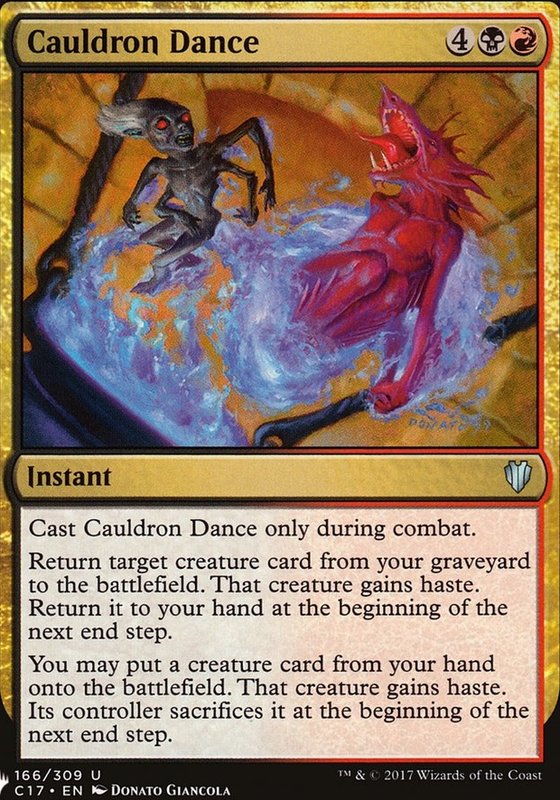 Cauldron Dance
4
Instant
Cast Cauldron Dance only during combat.
Return target creature card from your graveyard
to the battlefield. That creature gains haste.
Return it to your hand at the beginning of the
next end step.
You may put a creature card from your hand
onto the battlefield. That creature gains haste.
Its controller sacrifices it at the beginning of the
next end step.
166/309 U
C17 • EN Donato Giancola
™ & © 2017 Wizards of the Coast